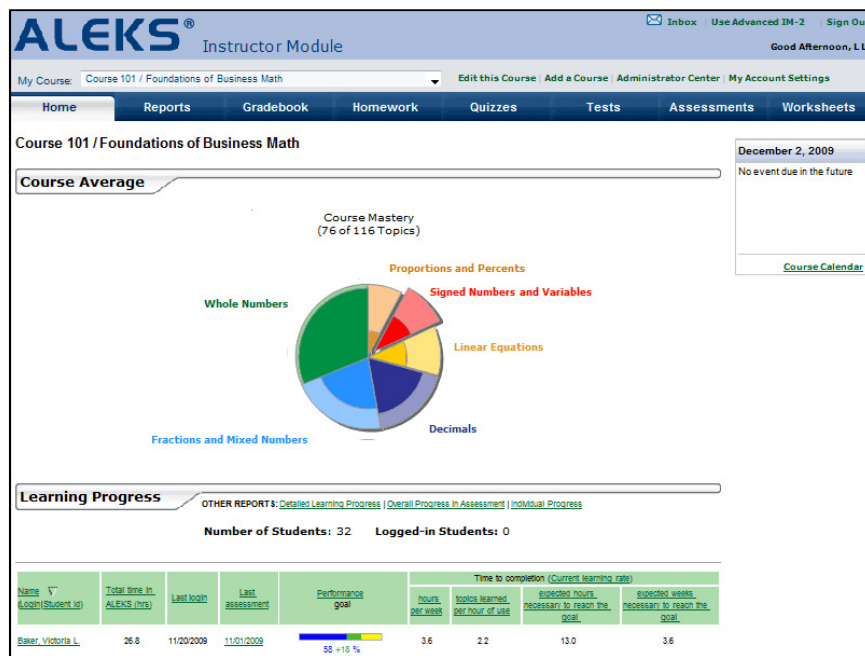 ALEKS® Instructor Module
Inbox Use Advanced IM-2 Sign Ou
Good Afternoon, L L
My Course: Course 101 / Foundations of Business Math
Edit this Course | Add a Course | Administrator Center | My Account Settings
Home Reports Gradebook Homework Quizzes Tests Assessments Worksheets
Course 101 / Foundations of Business Math
December 2, 2009
No event due in the future
Course Calendar
Course Average
Course Mastery
(76 of 116 Topics)
Proportions and Percents
Signed Numbers and Variables
Whole Numbers
Linear Equations
Decimals
Fractions and Mixed Numbers
Learning Progress
OTHER REPORTS: Detailed Learning Progress | Overall Progress in Assessment | Individual Progress
Number of Students: 32 Logged-in Students: 0
Time to completion (Current learning rate)
Name
(Login|Student Id)
Total time in
ALEKS (hrs)
Last login
Last
assessment
Performance
goal
hours
per week
topics learned
per hour of use
expected hours
necessary to reach the
goal
expected weeks
necessary to reach the
goal
Baker, Victoria L. 26.8 11/20/2009 11/01/2009 3.6 2.2 13.0 3.6
58 +18 %